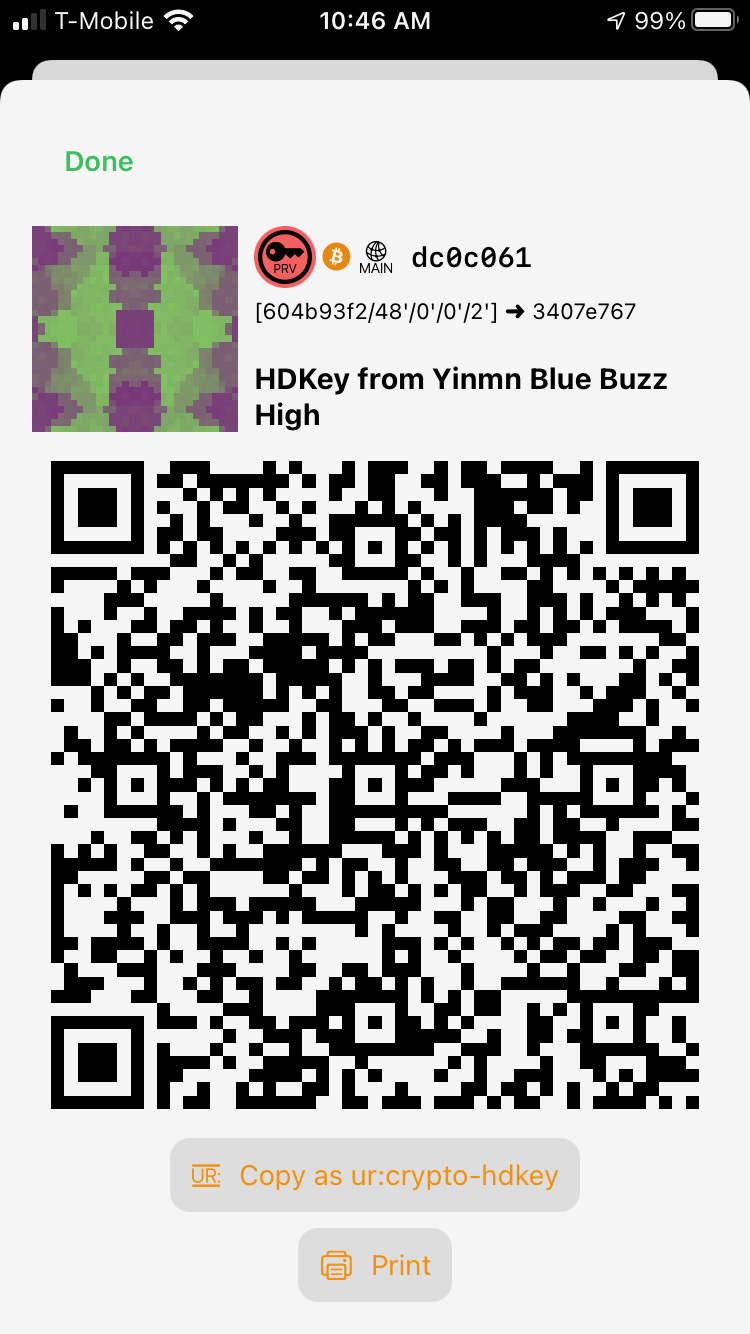 T-Mobile 10:46 AM 99%
Done
PRV MAIN dc0c061
[604b93f2/48'/0'/0'/2'] ➜ 3407e767
HDKey from Yinmn Blue Buzz
High
UR: Copy as ur:crypto-hdkey
Print